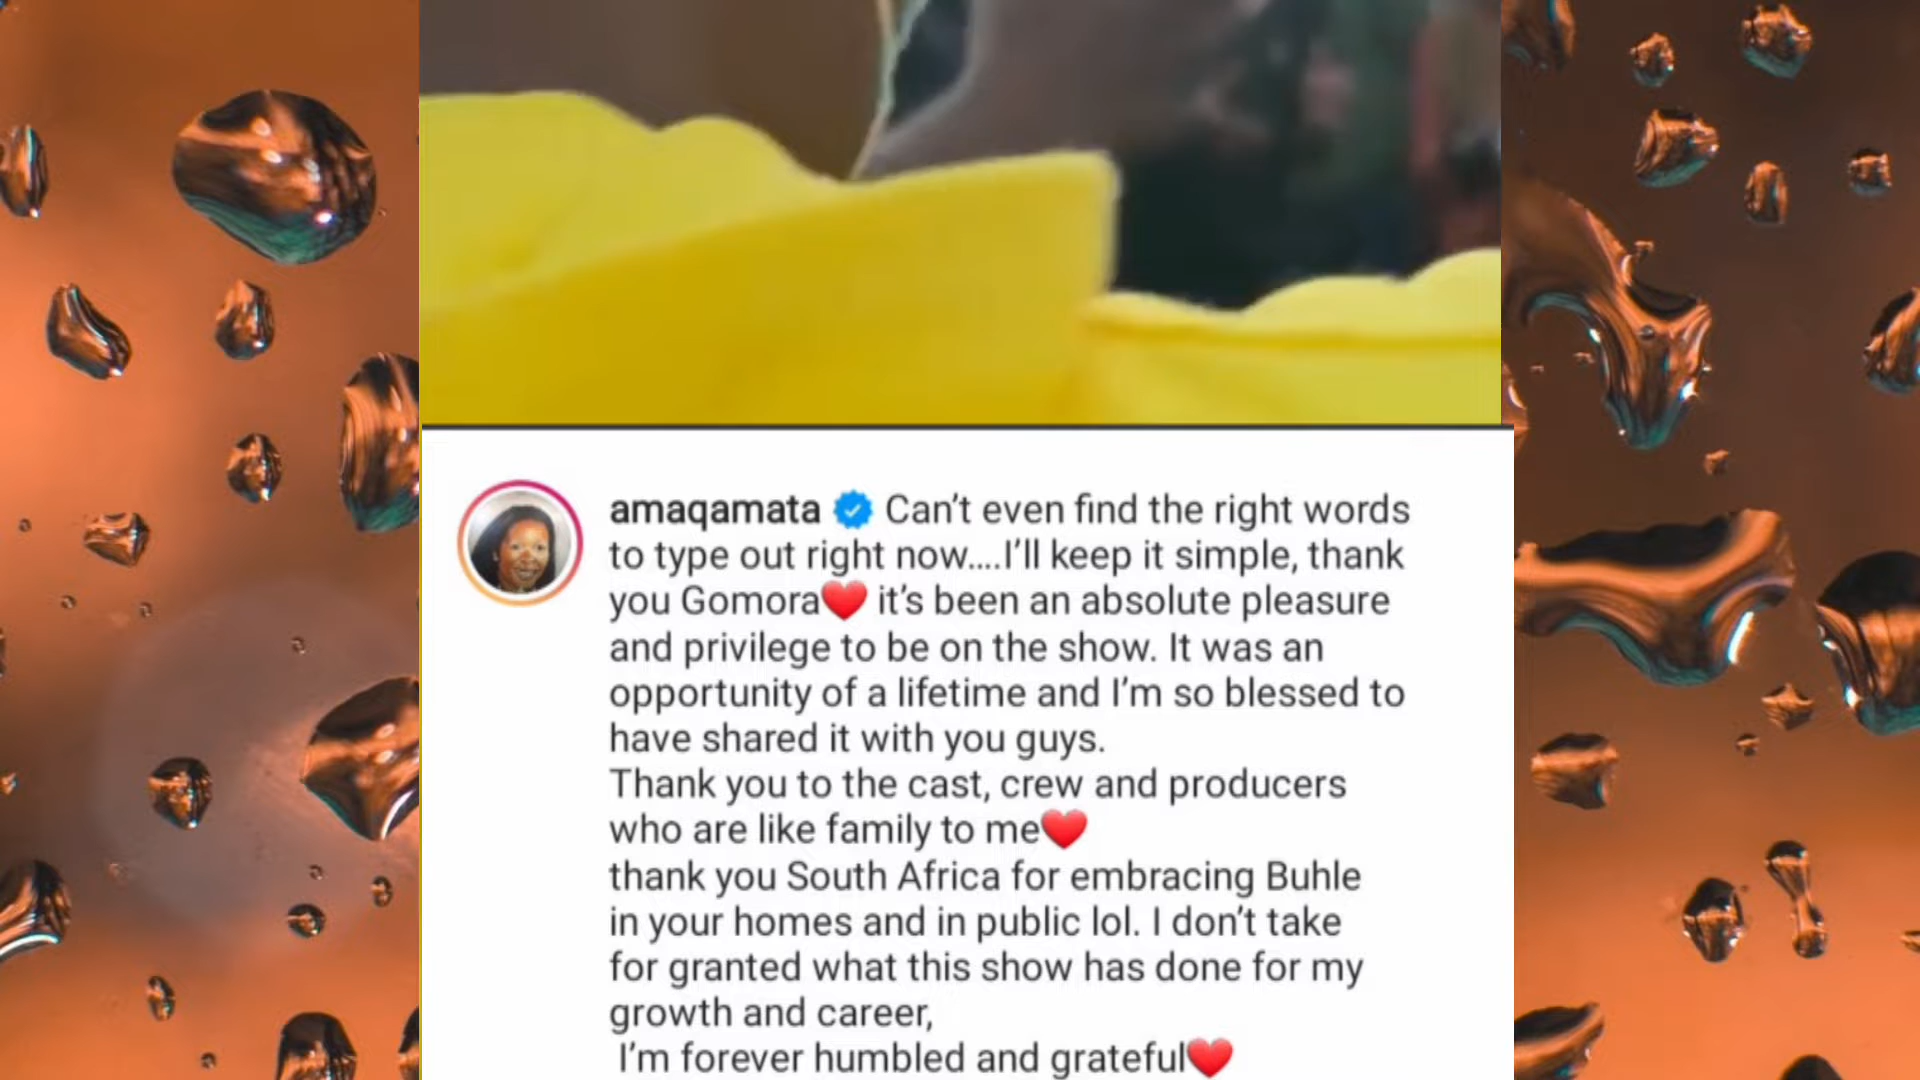 amaqamata Can't even find the right words
to type out right now....I'll keep it simple, thank
you Gomora❤️ it's been an absolute pleasure
and privilege to be on the show. It was an
opportunity of a lifetime and I'm so blessed to
have shared it with you guys.
Thank you to the cast, crew and producers
who are like family to me❤️
thank you South Africa for embracing Buhle
in your homes and in public lol. I don't take
for granted what this show has done for my
growth and career,
I'm forever humbled and grateful❤️